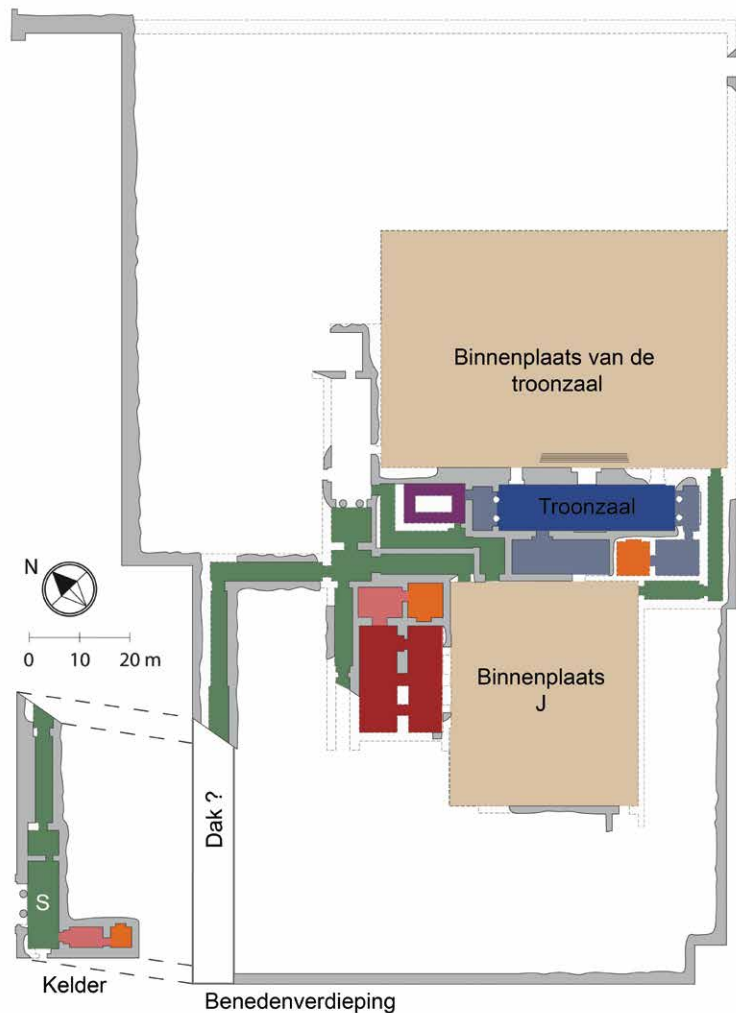 Binnenplaats van de
troonzaal
Troonzaal
N
0 10 20 m
Binnenplaats
J
Dak ?
S
Kelder
Benedenverdieping